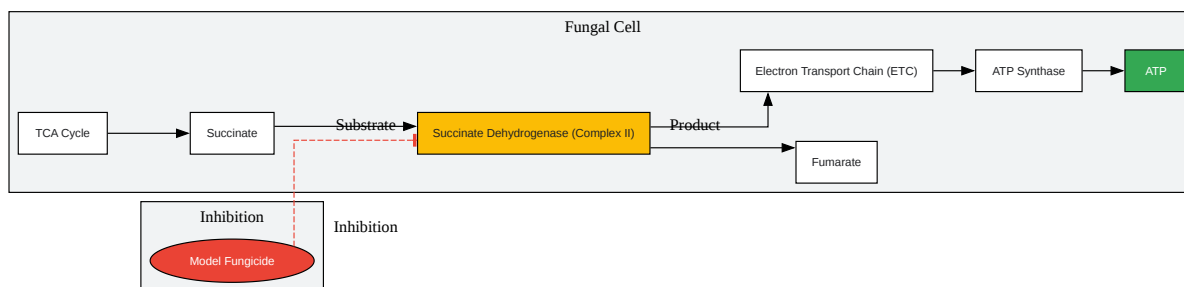 Fungal Cell
Electron Transport Chain (ETC)
ATP Synthase
ATP
TCA Cycle
Succinate
Substrate
Succinate Dehydrogenase (Complex II)
Product
Fumarate
Inhibition
Inhibition
Model Fungicide